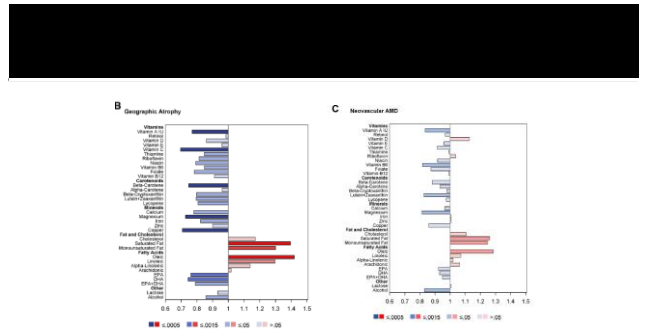 B Geographic Atrophy
Vitamins
Vitamin A IU
Retinol
Vitamin D
Vitamin E
Vitamin C
Thiamine
Riboflavin
Niacin
Vitamin B6
Folate
Vitamin B12
Carotenoids
Beta-Carotene
Alpha-Carotene
Beta-Cryptoxanthin
Lutein+Zeaxanthin
Lycopene
Minerals
Calcium
Magnesium
Iron
Zinc
Copper
Fat and Cholesterol
Cholesterol
Saturated Fat
Monounsaturated Fat
Fatty Acids
Oleic
Linoleic
Alpha-Linolenic
Arachidonic
EPA
DHA
EPA+DHA
Other
Lactose
Alcohol
0.6 0.7 0.8 0.9 1 1.1 1.2 1.3 1.4 1.5
≤.0005 ≤.0015 ≤.05 >.05
C Neovascular AMD
Vitamins
Vitamin A IU
Retinol
Vitamin D
Vitamin E
Vitamin C
Thiamine
Riboflavin
Niacin
Vitamin B6
Folate
Vitamin B12
Carotenoids
Beta-Carotene
Alpha-Carotene
Beta-Cryptoxanthin
Lutein+Zeaxanthin
Lycopene
Minerals
Calcium
Magnesium
Iron
Zinc
Copper
Fat and Cholesterol
Cholesterol
Saturated Fat
Monounsaturated Fat
Fatty Acids
Oleic
Linoleic
Alpha-Linolenic
Arachidonic
EPA
DHA
EPA+DHA
Other
Lactose
Alcohol
0.6 0.7 0.8 0.9 1 1.1 1.2 1.3 1.4 1.5
≤.0005 ≤.0015 ≤.05 >.05